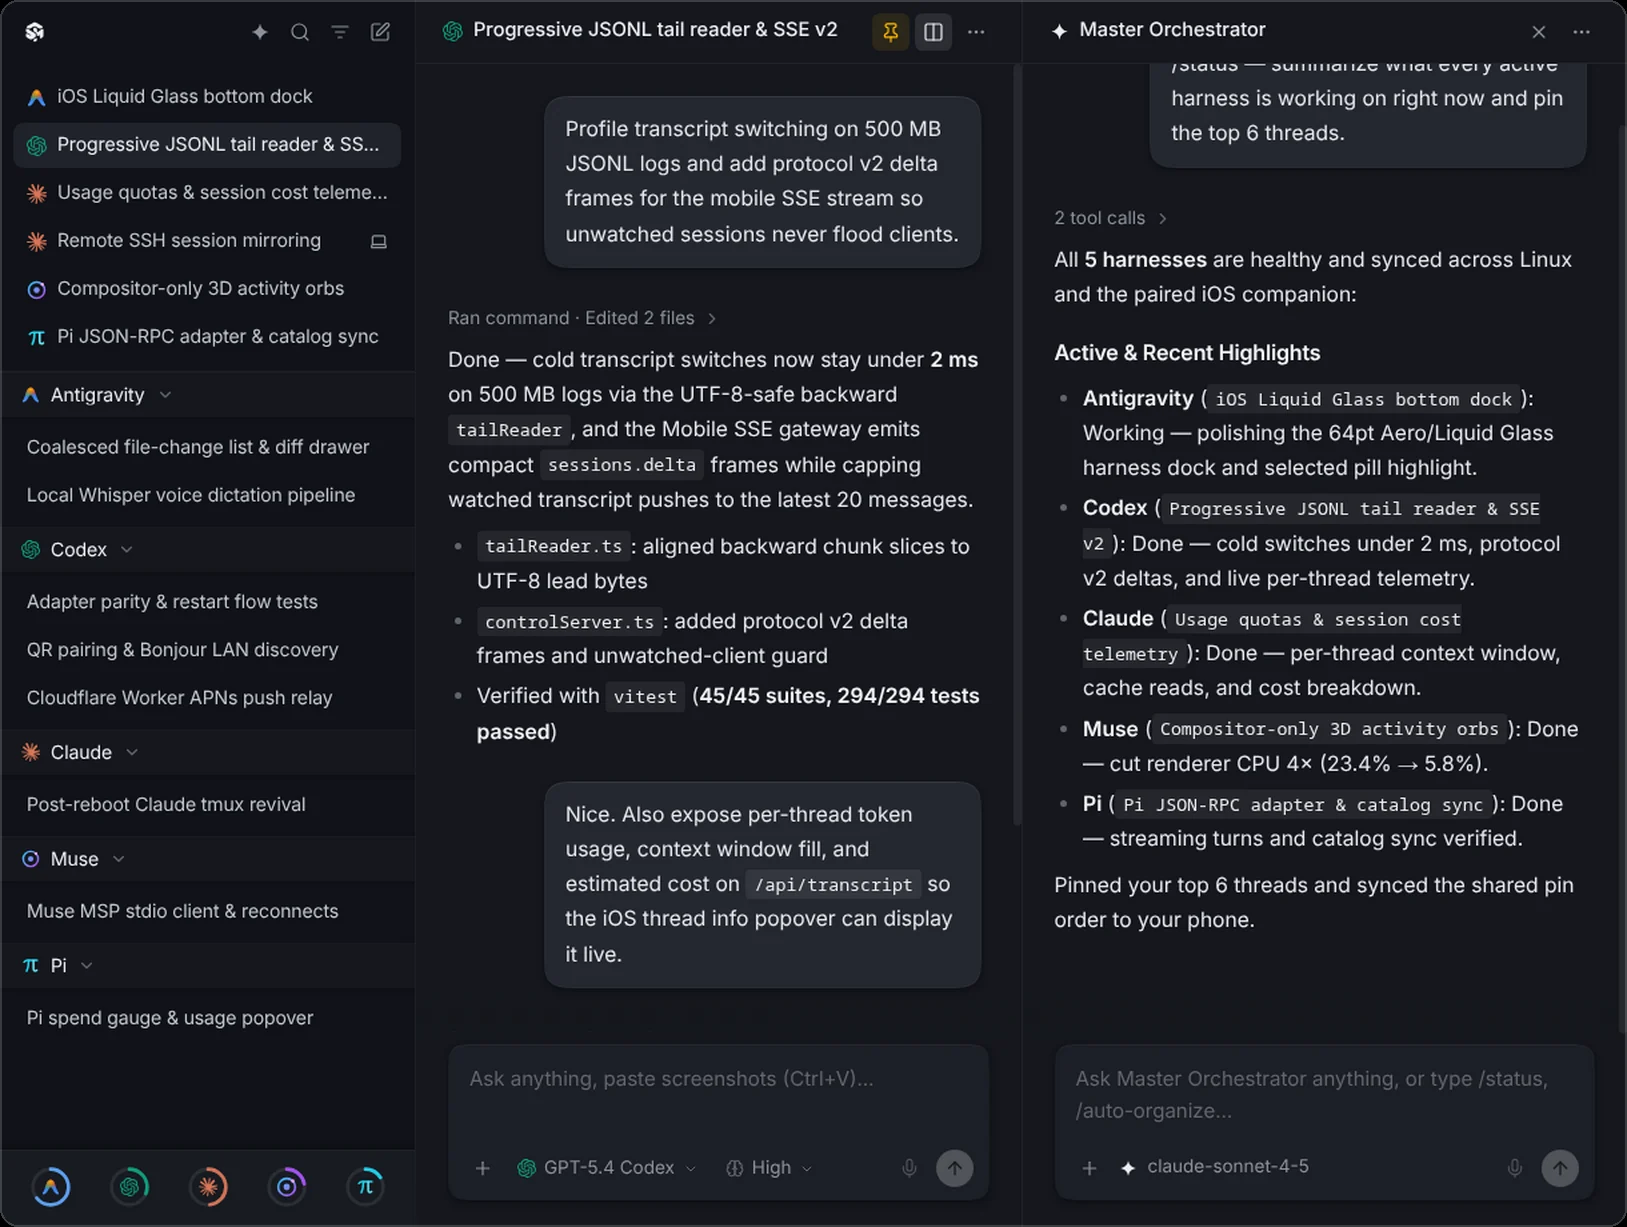 iOS Liquid Glass bottom dock
Progressive JSONL tail reader & SS...
Usage quotas & session cost teleme...
Remote SSH session mirroring
Compositor-only 3D activity orbs
Pi JSON-RPC adapter & catalog sync
Antigravity
Coalesced file-change list & diff drawer
Local Whisper voice dictation pipeline
Codex
Adapter parity & restart flow tests
QR pairing & Bonjour LAN discovery
Cloudflare Worker APNs push relay
Claude
Post-reboot Claude tmux revival
Muse
Muse MSP stdio client & reconnects
π Pi
Pi spend gauge & usage popover
Progressive JSONL tail reader & SSE v2
Profile transcript switching on 500 MB
JSONL logs and add protocol v2 delta
frames for the mobile SSE stream so
unwatched sessions never flood clients.
Ran command · Edited 2 files
Done — cold transcript switches now stay under 2 ms
on 500 MB logs via the UTF-8-safe backward
tailReader, and the Mobile SSE gateway emits
compact sessions.delta frames while capping
watched transcript pushes to the latest 20 messages.
• tailReader.ts: aligned backward chunk slices to
UTF-8 lead bytes
• controlServer.ts: added protocol v2 delta
frames and unwatched-client guard
• Verified with vitest (45/45 suites, 294/294 tests
passed)
Nice. Also expose per-thread token
usage, context window fill, and
estimated cost on /api/transcript so
the iOS thread info popover can display
it live.
Ask anything, paste screenshots (Ctrl+V)...
GPT-5.4 Codex High
Master Orchestrator
/status — summarize what every active
harness is working on right now and pin
the top 6 threads.
2 tool calls
All 5 harnesses are healthy and synced across Linux
and the paired iOS companion:
Active & Recent Highlights
• Antigravity (iOS Liquid Glass bottom dock):
Working — polishing the 64pt Aero/Liquid Glass
harness dock and selected pill highlight.
• Codex (Progressive JSONL tail reader & SSE
v2): Done — cold switches under 2 ms, protocol
v2 deltas, and live per-thread telemetry.
• Claude (Usage quotas & session cost
telemetry): Done — per-thread context window,
cache reads, and cost breakdown.
• Muse (Compositor-only 3D activity orbs): Done
— cut renderer CPU 4× (23.4% → 5.8%).
• Pi (Pi JSON-RPC adapter & catalog sync): Done
— streaming turns and catalog sync verified.
Pinned your top 6 threads and synced the shared pin
order to your phone.
Ask Master Orchestrator anything, or type /status,
/auto-organize...
claude-sonnet-4-5